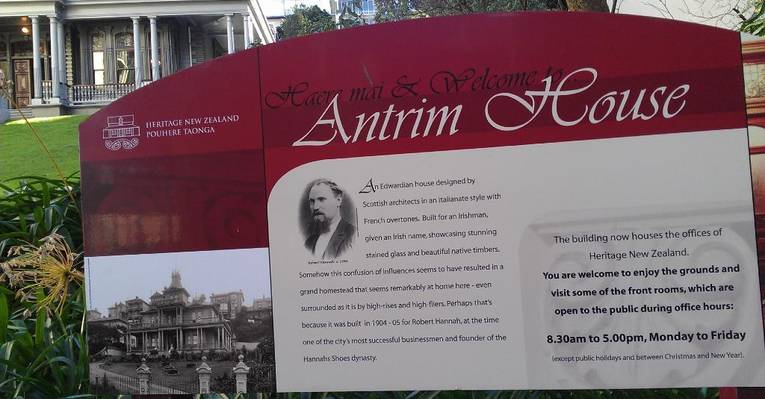 Haere mai & Welcome to
Antrim House
HERITAGE NEW ZEALAND
POUHERE TAONGA
An Edwardian house designed by
Scottish architects in an italianate style with
French overtones. Built for an Irishman,
given an Irish name, showcasing stunning
stained glass and beautiful native timbers.
Somehow this confusion of influences seems to have resulted in a
grand homestead that seems remarkably at home here - even
surrounded as it is by high-rises and high-fliers. Perhaps that's
because it was built in 1904 - 05 for Robert Hannah, at the time
one of the city's most successful businessmen and founder of the
Hannahs Shoes dynasty.
Robert Hannah
The building now houses the offices of
Heritage New Zealand.
You are welcome to enjoy the grounds and
visit some of the front rooms, which are
open to the public during office hours:
8.30am to 5.00pm, Monday to Friday
(except public holidays and between Christmas and New Year).